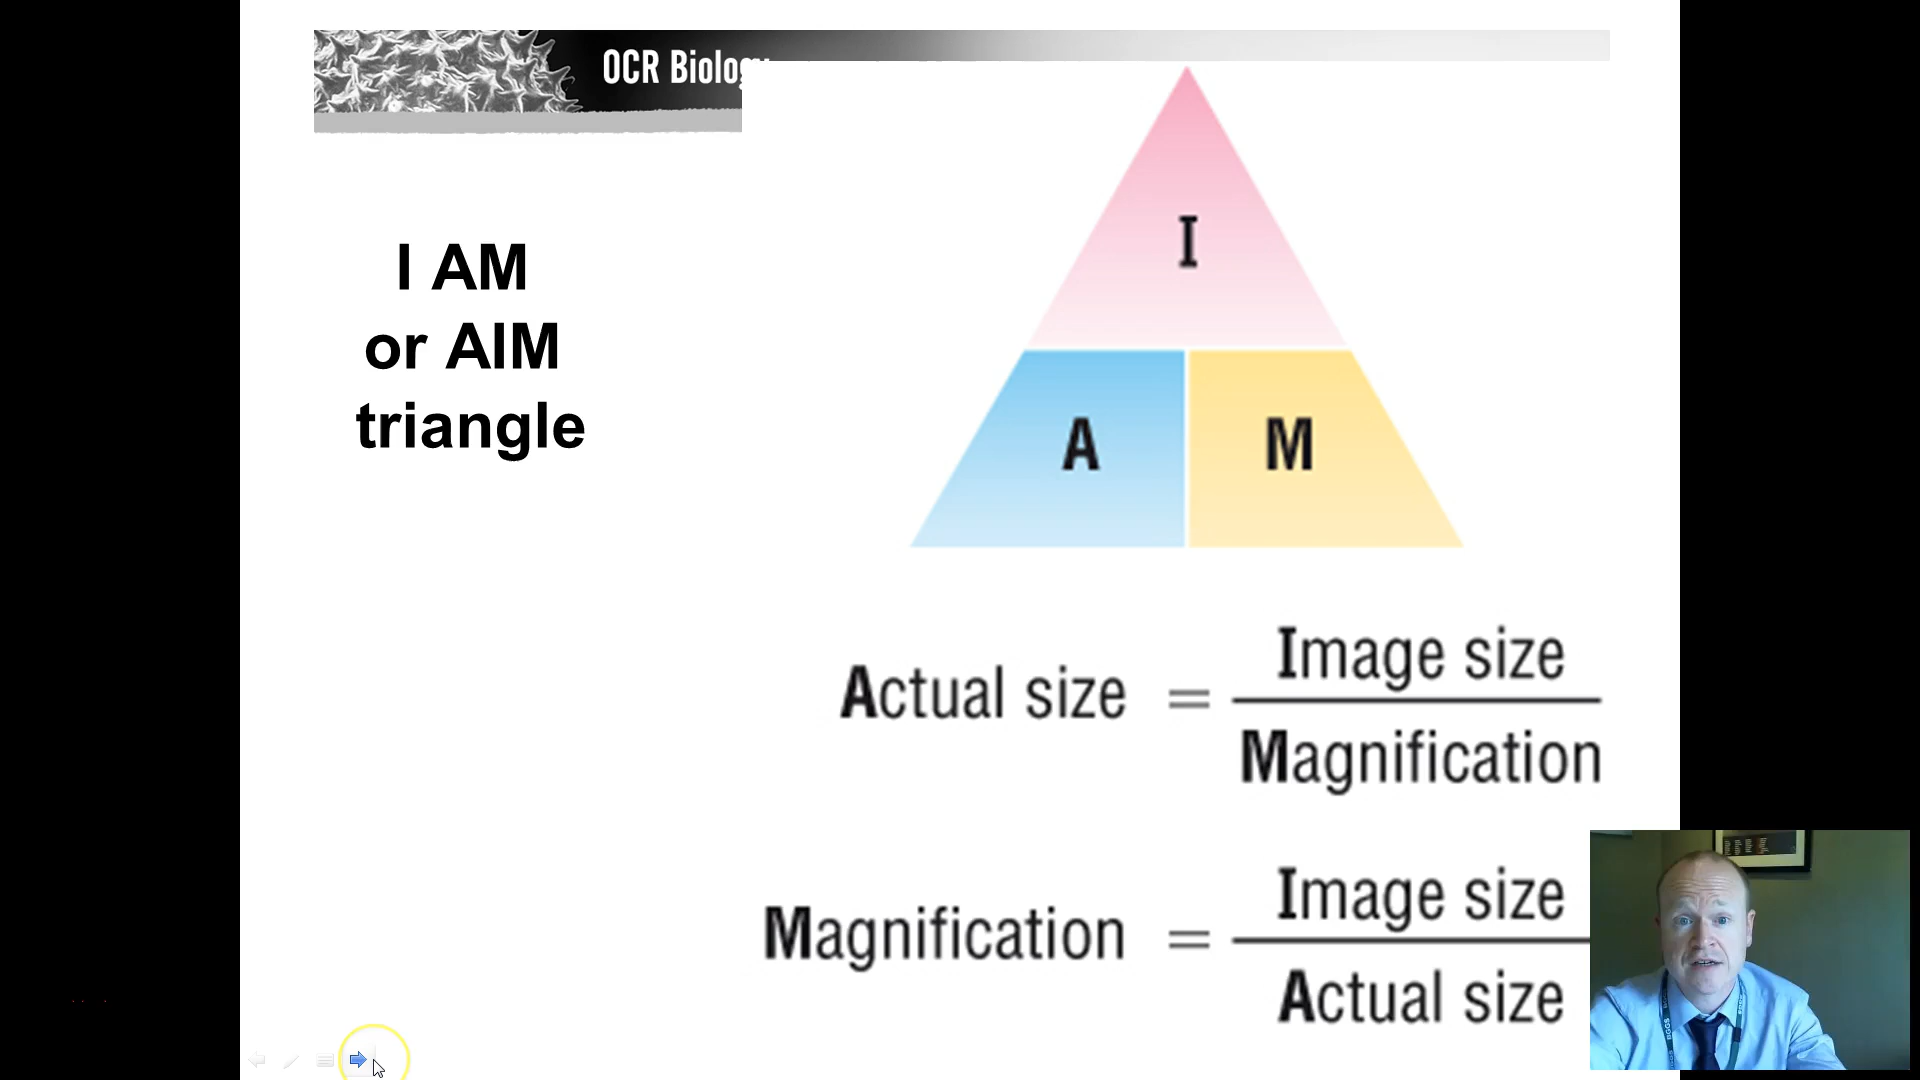 OCR Biology
I AM
or AIM
triangle
I
A
M
Actual size = Image size
Magnification
Magnification = Image size
Actual size